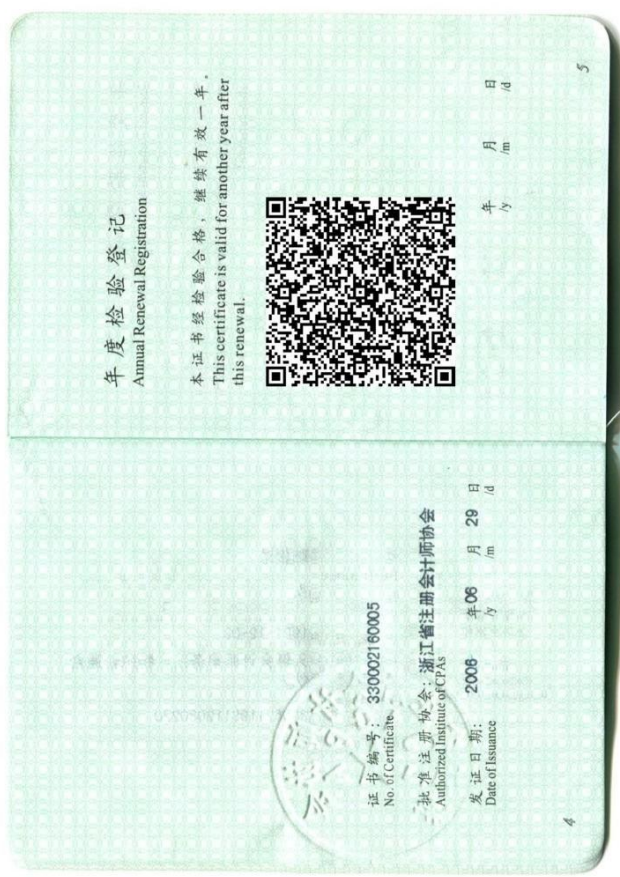 证书编号： 330002160005
No. of Certificate
批准注册协会： 浙江省注册会计师协会
Authorized Institute of CPAs
发证日期： 2006 年 06 月 29 日
Date of Issuance /y /m /d
4
年度检验登记
Annual Renewal Registration
本证书经检验合格，继续有效一年。
This certificate is valid for another year after
this renewal.
年 月 日
/y /m /d
5